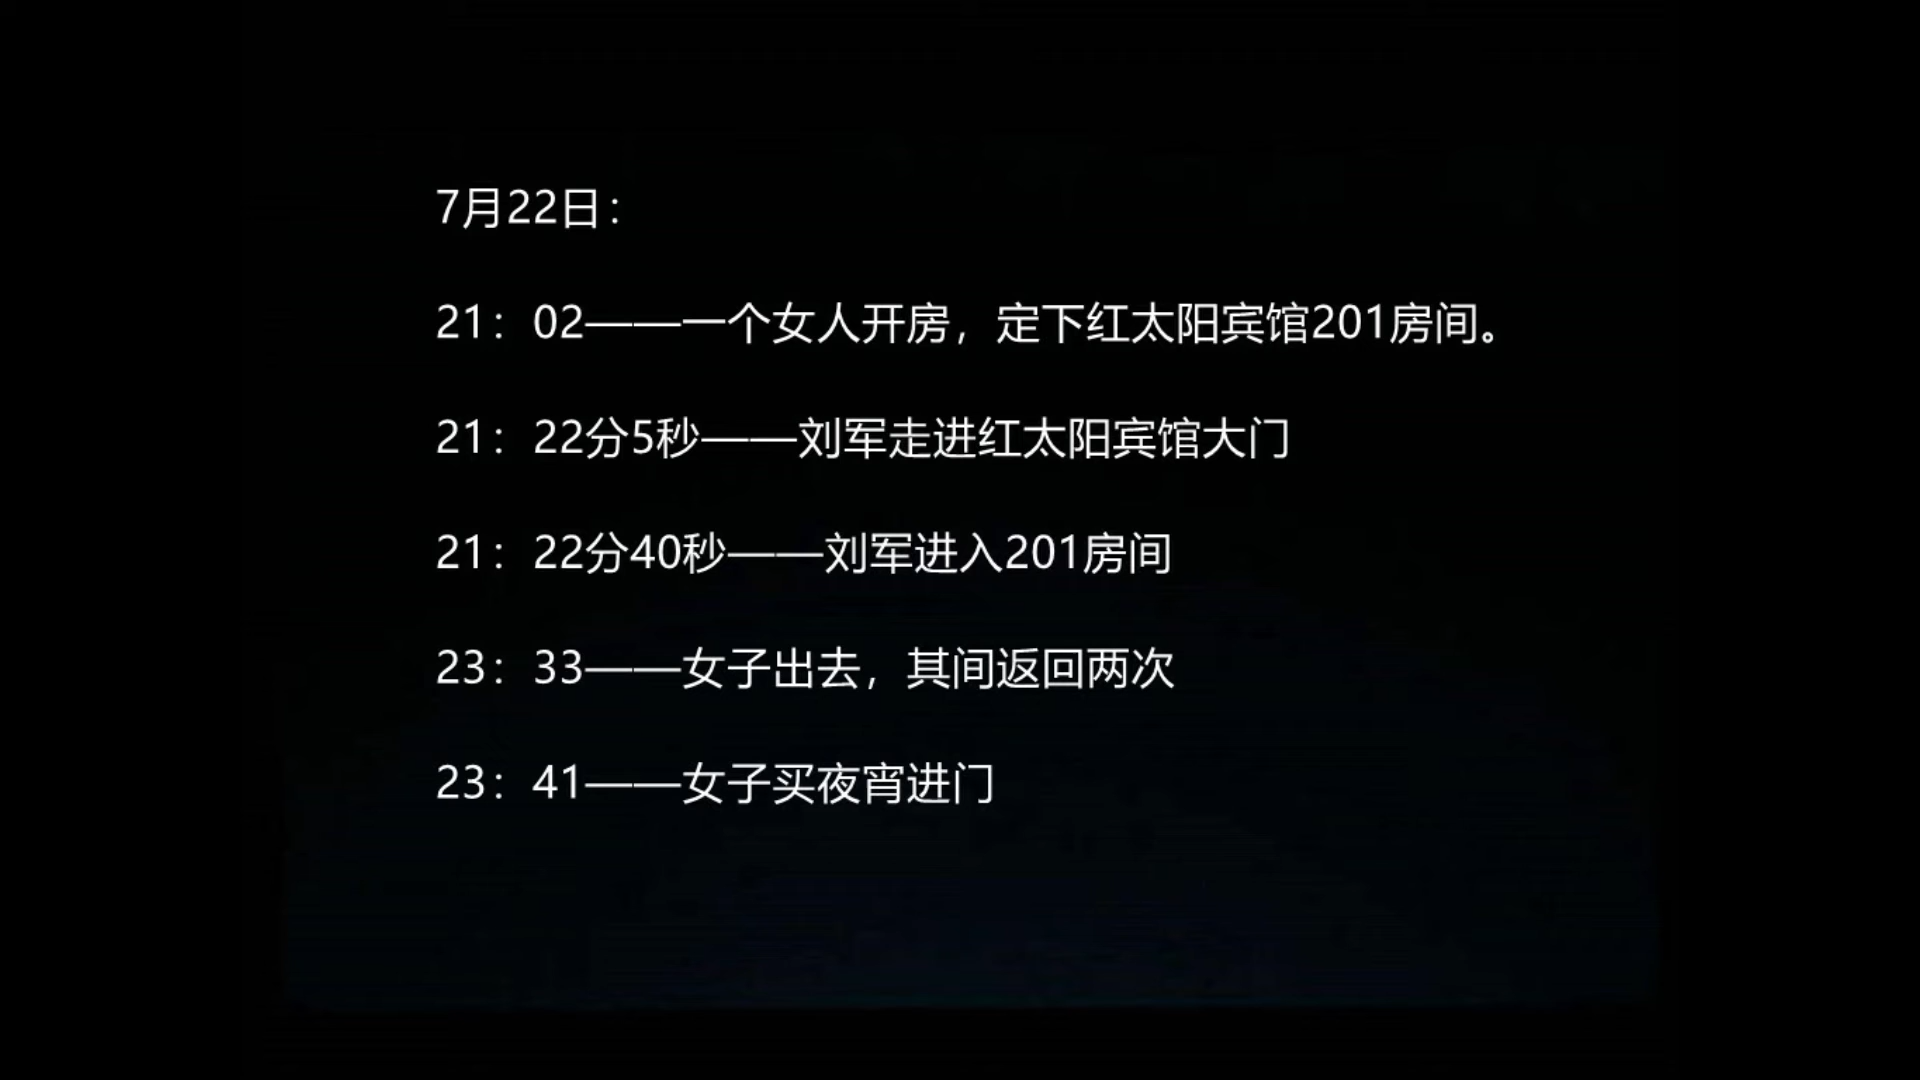 7月22日：
21：02———一个女人开房，定下红太阳宾馆201房间。
21：22分5秒——刘军走进红太阳宾馆大门
21：22分40秒——刘军进入201房间
23：33——女子出去，其间返回两次
23：41——女子买夜宵进门